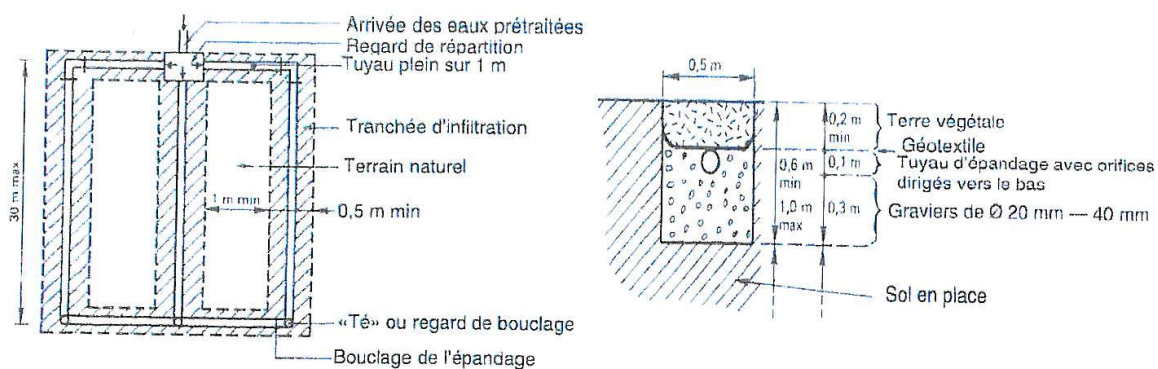 Arrivée des eaux prétraitées
Regard de répartition
Tuyau plein sur 1 m
Tranchée d'infiltration
Terrain naturel
30 m max
1 m min
0,5 m min
«Té» ou regard de bouclage
Bouclage de l'épandage
0,5 m
0,2 m
min
Terre végétale
Géotextile
0,6 m
min
0,1 m
Tuyau d'épandage avec orifices
dirigés vers le bas
1,0 m
max
0,3 m
Graviers de Ø 20 mm — 40 mm
Sol en place